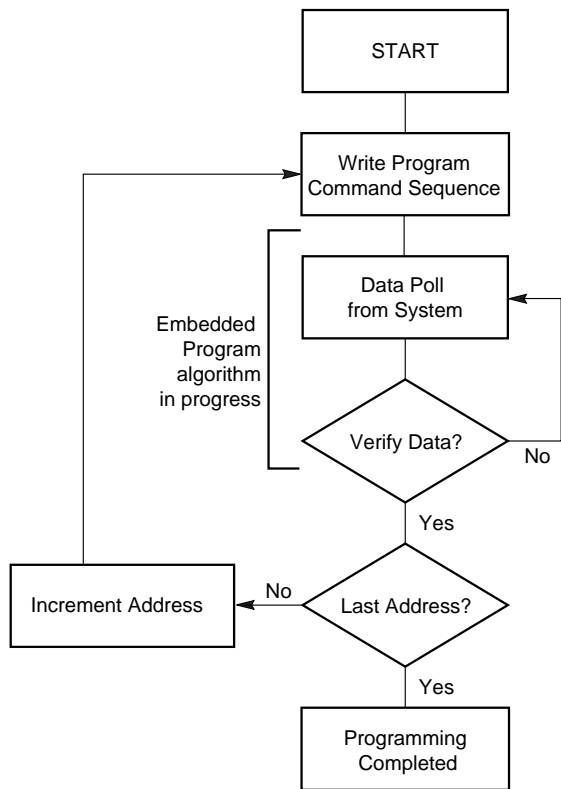 START
Write Program
Command Sequence
Data Poll
from System
Embedded
Program
algorithm
in progress
Verify Data?
No
Yes
No
Increment Address
Last Address?
Yes
Programming
Completed